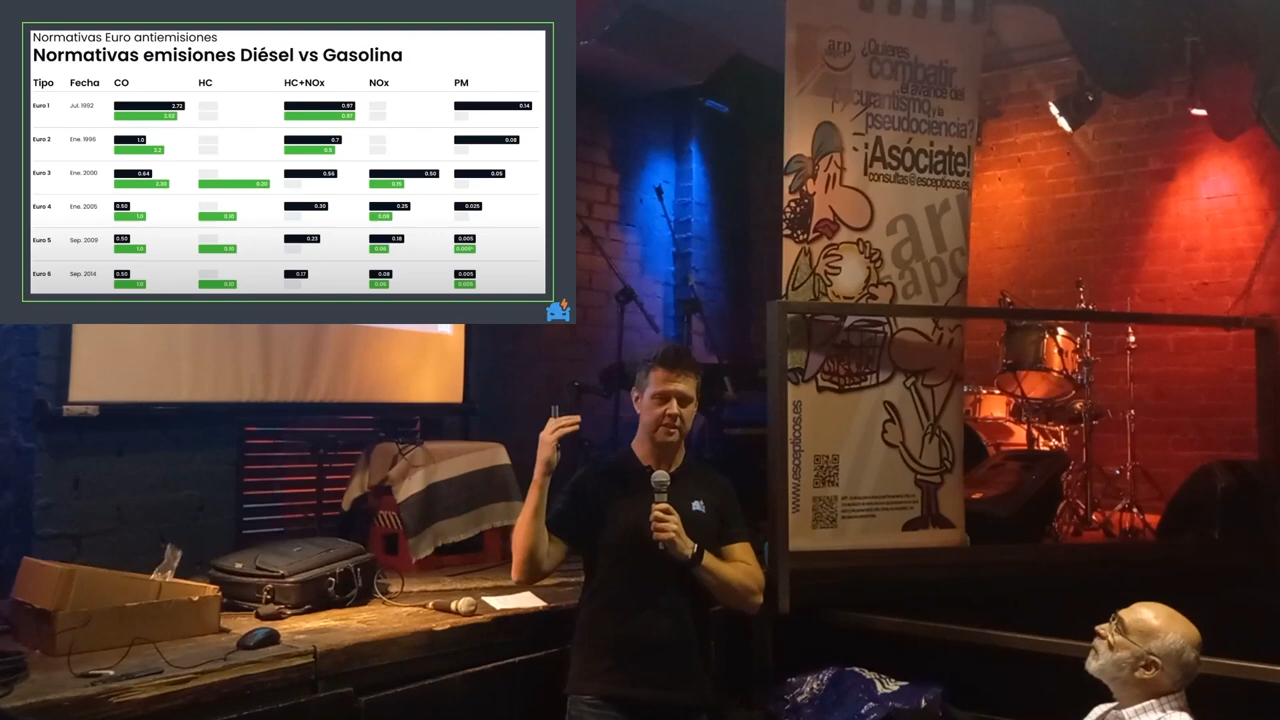 Normativas Euro antiemisiones
Normativas emisiones Diésel vs Gasolina
Tipo Fecha CO HC HC+NOx NOx PM
Euro 1 Jul. 1992 2.72 0.97 0.14
0.97
Euro 2 Ene. 1996 1.0 0.7 0.08
2.2 0.5
Euro 3 Ene. 2000 0.64 0.56 0.50 0.05
2.30 0.20 0.15
Euro 4 Ene. 2005 0.50 0.30 0.25 0.025
1.0 0.10 0.08
Euro 5 Sep. 2009 0.50 0.23 0.18 0.005
1.0 0.10 0.06
Euro 6 Sep. 2014 0.50 0.17 0.08 0.005
1.0 0.10 0.06 0.005
arp
¿Quieres
combatir
el avance del
curantismo
y la
pseudociencia?
¡Asóciate!
consultas@escepticos.es
arp
sapc
www.escepticos.es